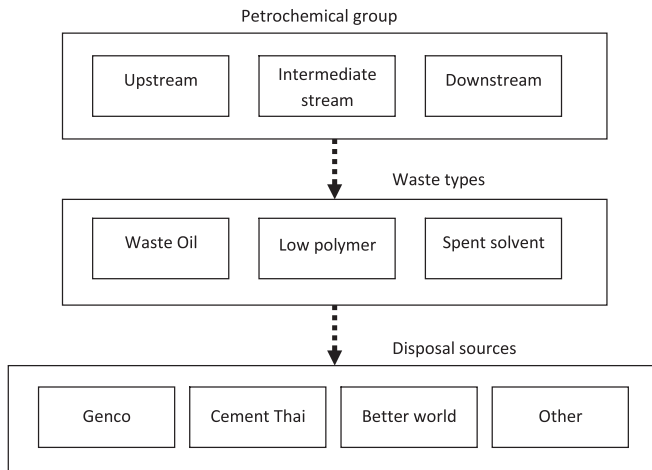 Petrochemical group
Upstream
Intermediate
stream
Downstream
Waste types
Waste Oil
Low polymer
Spent solvent
Disposal sources
Genco
Cement Thai
Better world
Other